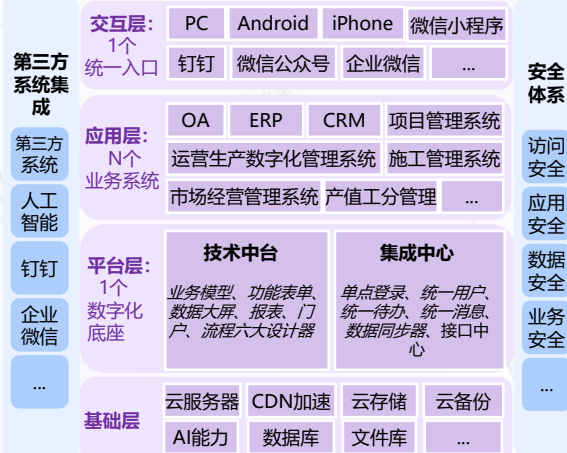 第三方
系统集
成
第三方
系统
人工
智能
钉钉
企业
微信
...
交互层：
1个
统一入口
PC
Android
iPhone
微信小程序
钉钉
微信公众号
企业微信
...
应用层：
N个
业务系统
OA
ERP
CRM
项目管理系统
运营生产数字化管理系统
施工管理系统
市场经营管理系统
产值工分管理
...
平台层：
1个
数字化
底座
技术中台
业务模型、功能表单、
数据大屏、报表、门
户、流程六大设计器
集成中心
单点登录、统一用户、
统一待办、统一消息、
数据同步器、接口中
心
基础层
云服务器
CDN加速
云存储
云备份
AI能力
数据库
文件库
...
安全
体系
访问
安全
应用
安全
数据
安全
业务
安全
...